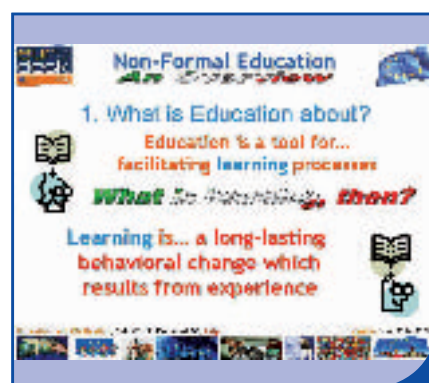 Non-Formal Education
An Overview
1. What is Education about?
Education is a tool for...
facilitating learning processes
What is learning, then?
Learning is... a long-lasting
behavioral change which
results from experience